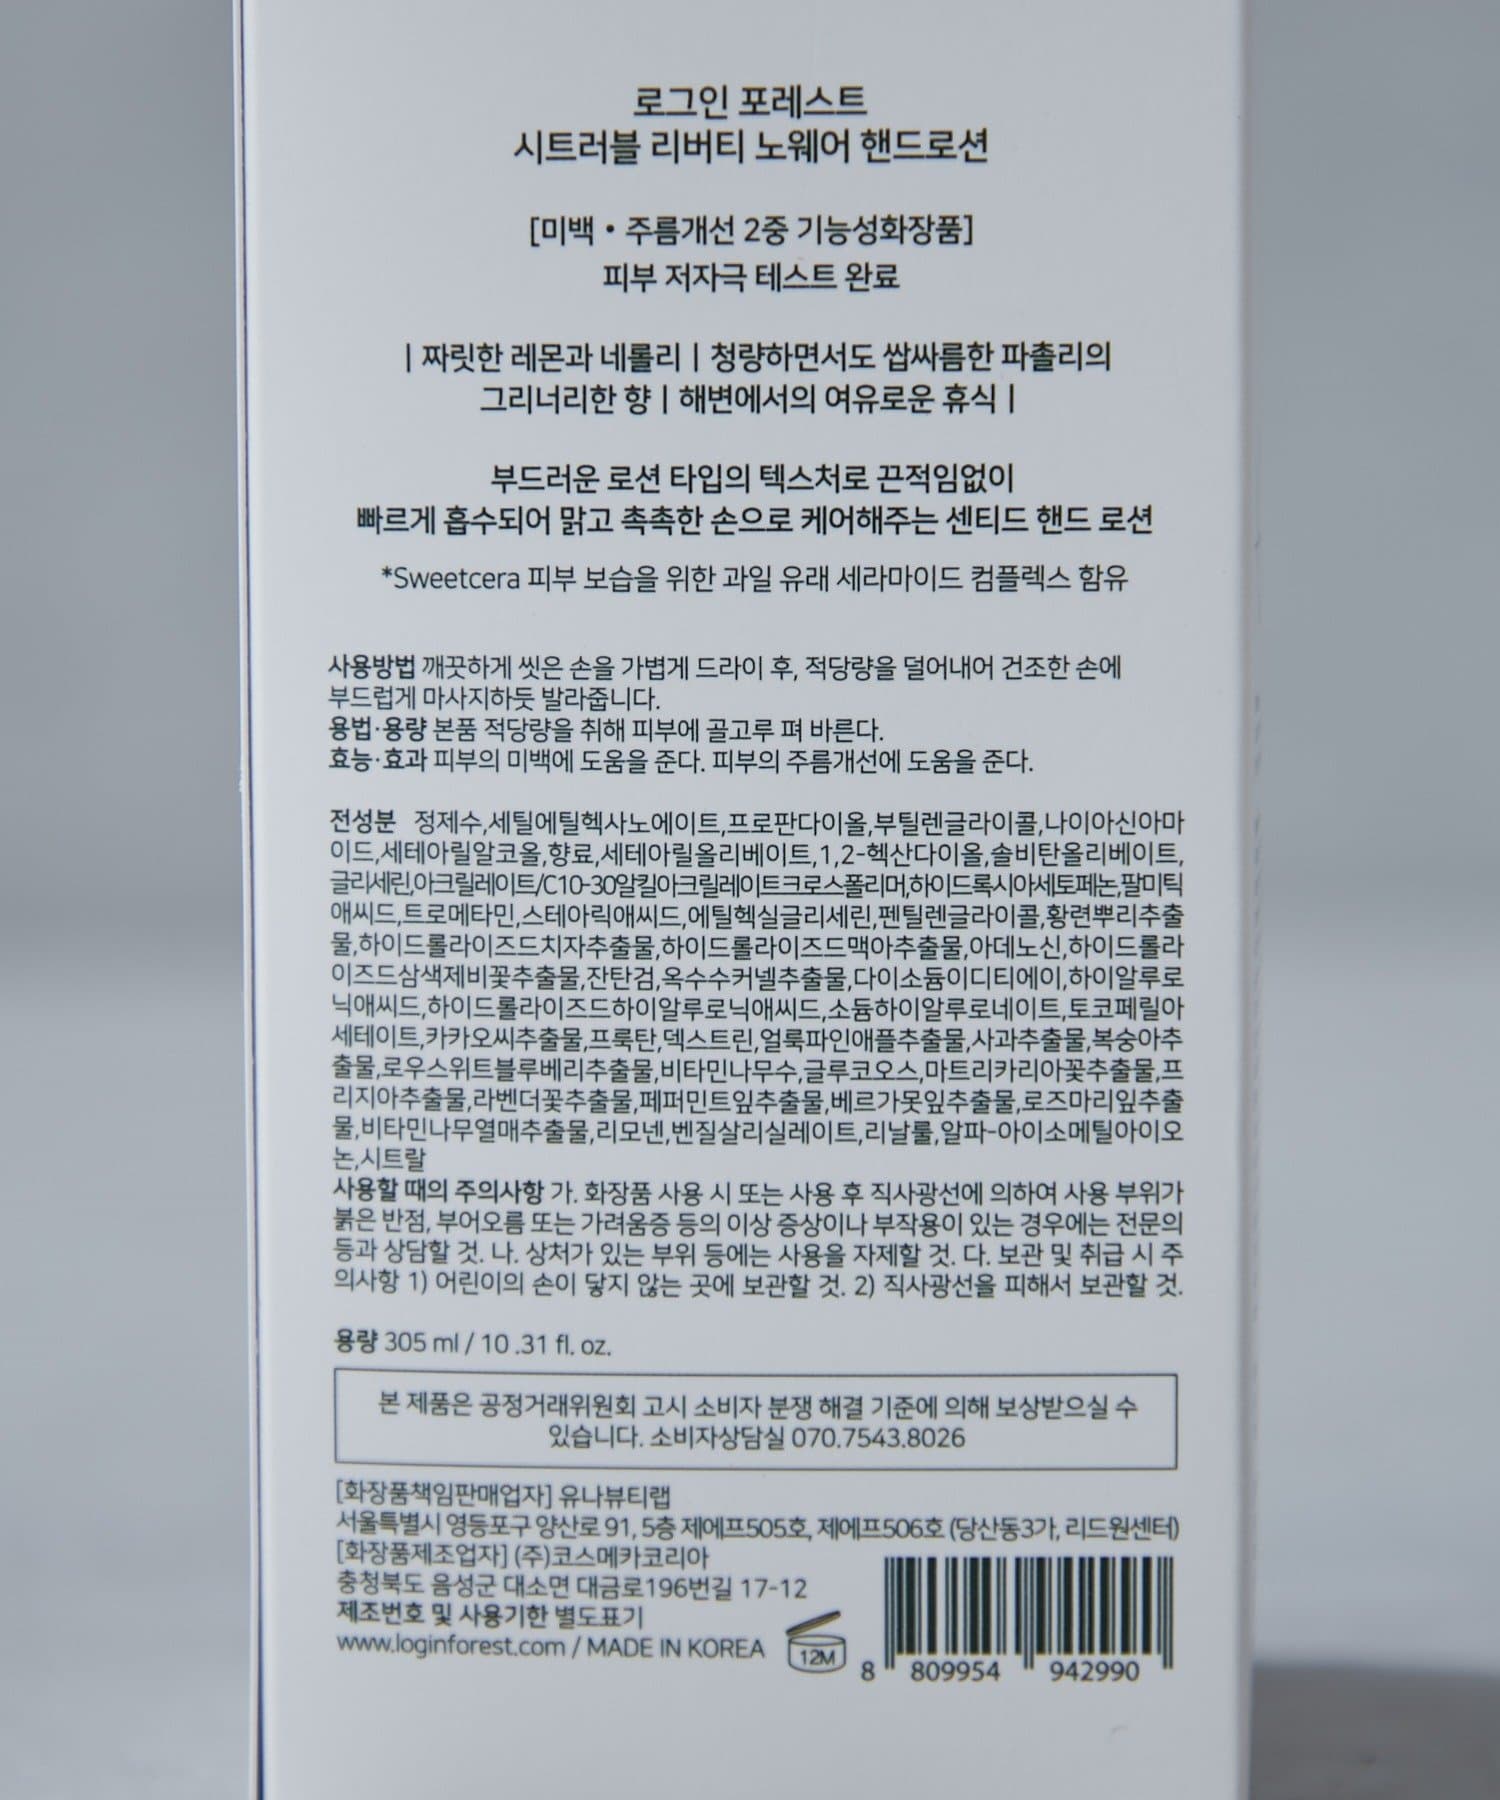 로그인 포레스트
시트러블 리버티 노웨어 핸드로션
[미백 • 주름개선 2중 기능성화장품]
피부 저자극 테스트 완료
| 짜릿한 레몬과 네롤리 | 청량하면서도 쌉싸름한 파촐리의
그리너리한 향 | 해변에서의 여유로운 휴식 |
부드러운 로션 타입의 텍스처로 끈적임없이
빠르게 흡수되어 맑고 촉촉한 손으로 케어해주는 센티드 핸드 로션
*Sweetcera 피부 보습을 위한 과일 유래 세라마이드 컴플렉스 함유
사용방법 깨끗하게 씻은 손을 가볍게 드라이 후, 적당량을 덜어내어 건조한 손에
부드럽게 마사지하듯 발라줍니다.
용법·용량 본품 적당량을 취해 피부에 골고루 펴 바른다.
효능·효과 피부의 미백에 도움을 준다. 피부의 주름개선에 도움을 준다.
전성분 정제수,세틸에틸헥사노에이트,프로판다이올,부틸렌글라이콜,나이아신아마
이드,세테아릴알코올,향료,세테아릴올리베이트,1,2-헥산다이올,솔비탄올리베이트,
글리세린,아크릴레이트/C10-30알킬아크릴레이트크로스폴리머,하이드록시아세토페논,팔미틱
애씨드,트로메타민,스테아릭애씨드,에틸헥실글리세린,펜틸렌글라이콜,황련뿌리추출
물,하이드롤라이즈드치자추출물,하이드롤라이즈드맥아추출물,아데노신,하이드롤라
이즈드삼색제비꽃추출물,잔탄검,옥수수커넬추출물,다이소듐이디티에이,하이알루로
닉애씨드,하이드롤라이즈드하이알루로닉애씨드,소듐하이알루로네이트,토코페릴아
세테이트,카카오씨추출물,프룩탄,덱스트린,얼룩파인애플추출물,사과추출물,복숭아추
출물,로우스위트블루베리추출물,비타민나무수,글루코오스,마트리카리아꽃추출물,프
리지아추출물,라벤더꽃추출물,페퍼민트잎추출물,베르가못잎추출물,로즈마리잎추출
물,비타민나무열매추출물,리모넨,벤질살리실레이트,리날룰,알파-아이소메틸아이오
논,시트랄
사용할 때의 주의사항 가. 화장품 사용 시 또는 사용 후 직사광선에 의하여 사용 부위가
붉은 반점, 부어오름 또는 가려움증 등의 이상 증상이나 부작용이 있는 경우에는 전문의
등과 상담할 것. 나. 상처가 있는 부위 등에는 사용을 자제할 것. 다. 보관 및 취급 시 주
의사항 1) 어린이의 손이 닿지 않는 곳에 보관할 것. 2) 직사광선을 피해서 보관할 것.
용량 305 ml / 10 .31 fl. oz.
본 제품은 공정거래위원회 고시 소비자 분쟁 해결 기준에 의해 보상받으실 수
있습니다. 소비자상담실 070.7543.8026
[화장품책임판매업자] 유나뷰티랩
서울특별시 영등포구 양산로 91, 5층 제에프505호, 제에프506호 (당산동3가, 리드원센터)
[화장품제조업자] (주)코스메카코리아
충청북도 음성군 대소면 대금로196번길 17-12
제조번호 및 사용기한 별도표기
www.loginforest.com / MADE IN KOREA
12M
8 809954 942990